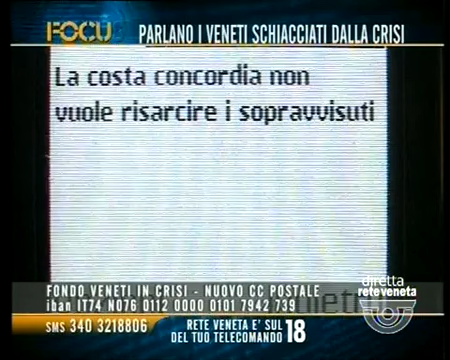 FOCU
PARLANO I VENETI SCHIACCIATI DALLA CRISI
La costa concordia non
vuole risarcire i sopravvisuti
diretta
reteveneta
FONDO VENETI IN CRISI - NUOVO CC POSTALE
iban IT74 N076 0112 0000 0101 7942 739
SMS 340 3218806
RETE VENETA E' SUL
DEL TUO TELECOMANDO 18